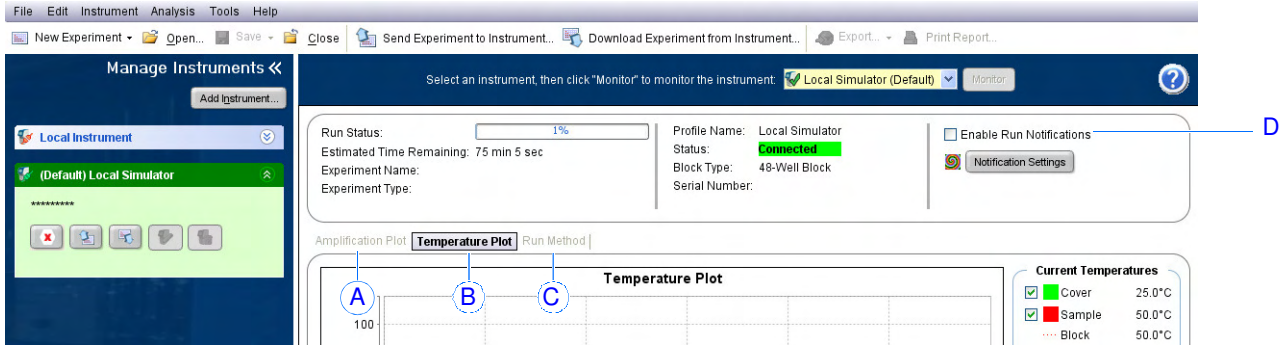 File Edit Instrument Analysis Tools Help
New Experiment Open... Save Close Send Experiment to Instrument... Download Experiment from Instrument... Export... Print Report...
D
Manage Instruments «
Add Instrument...
Select an instrument, then click "Monitor" to monitor the instrument: Local Simulator (Default) Monitor ?
Local Instrument
(Default) Local Simulator
*********
Run Status: 1%
Estimated Time Remaining: 75 min 5 sec
Experiment Name:
Experiment Type:
Profile Name: Local Simulator
Status: Connected
Block Type: 48-Well Block
Serial Number:
Enable Run Notifications
Notification Settings
Amplification Plot Temperature Plot Run Method
A B C
Temperature Plot
100
Current Temperatures
Cover 25.0°C
Sample 50.0°C
Block 50.0°C